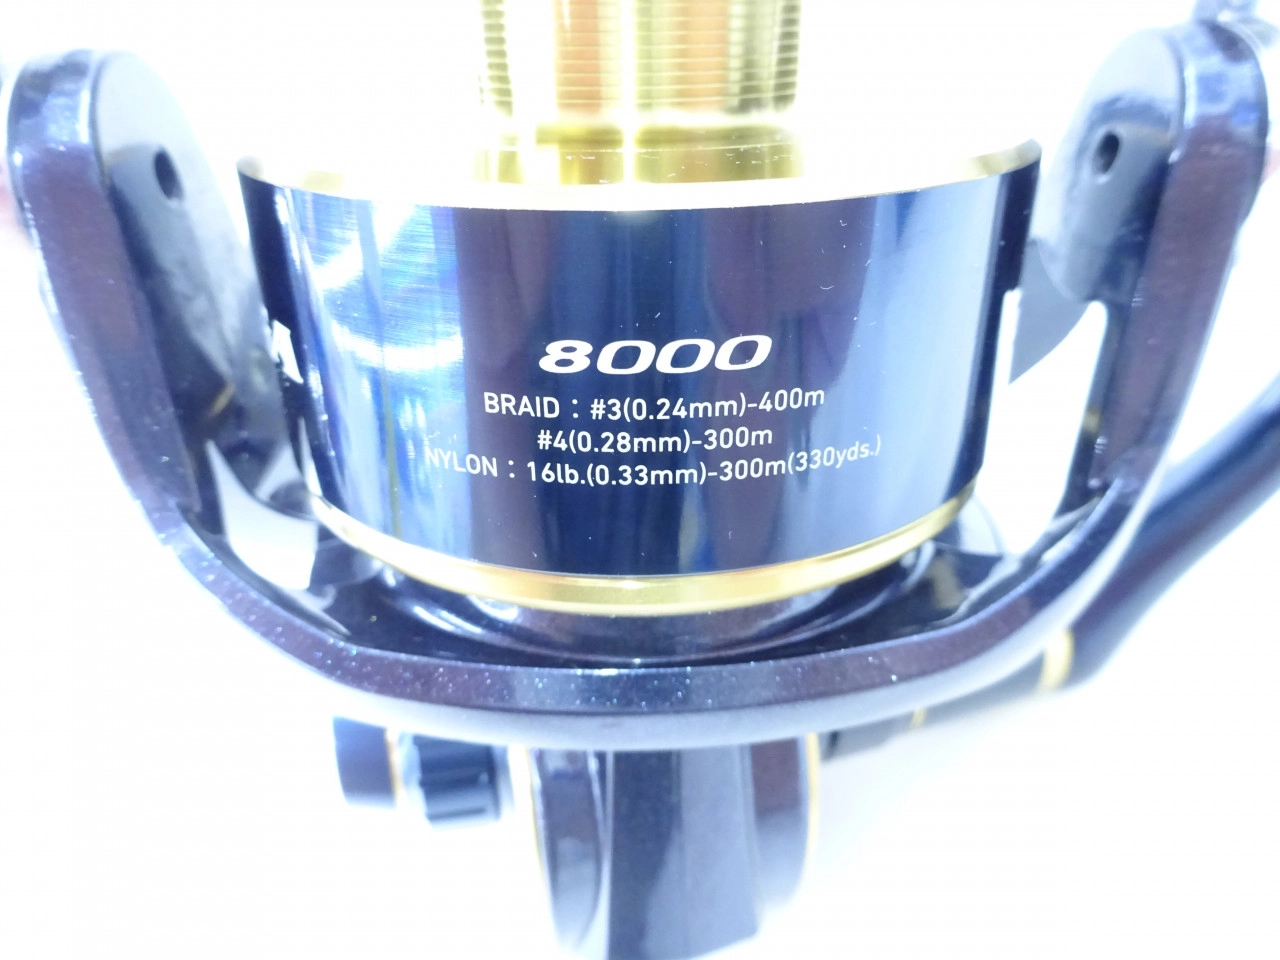 8000
BRAID : #3(0.24mm)-400m
#4(0.28mm)-300m
NYLON : 16lb.(0.33mm)-300m(330yds.)